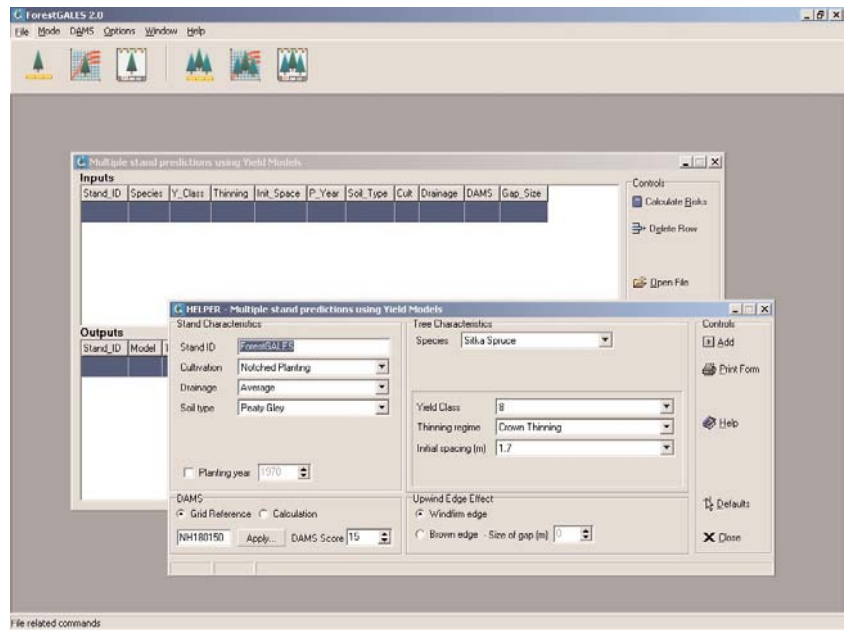 ForestGALES 2.0
File Mode DAMS Options Window Help
Multiple stand predictions using Yield Models
Inputs
Stand_ID Species Y_Class Thinning Init_Space P_Year Soil_Type Cult Drainage DAMS Gap_Size
Controls
Calculate Risks
Delete Row
Open File
Outputs
Stand_ID Model
HELPER - Multiple stand predictions using Yield Models
Stand Characteristics
Stand ID ForestGALES
Cultivation Notched Planting
Drainage Average
Soil type Peaty Gley
Planting year 1970
Tree Characteristics
Species Sitka Spruce
Yield Class 8
Thinning regime Crown Thinning
Initial spacing (m) 1.7
DAMS
Grid Reference Calculation
NH180150 Apply... DAMS Score 15
Upwind Edge Effect
Windfirm edge
Brown edge - Size of gap (m) 0
Controls
Add
Print Form
Help
Defaults
Close
File related commands